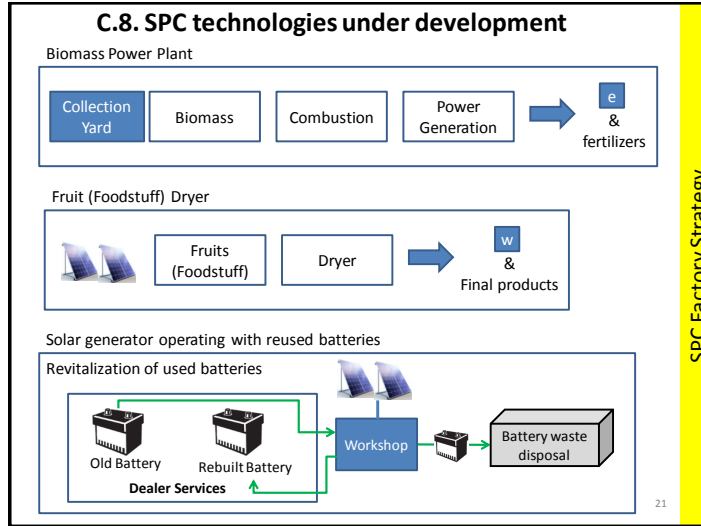 C.8. SPC technologies under development
Biomass Power Plant
Collection
Yard
Biomass
Combustion
Power
Generation
e
&
fertilizers
Fruit (Foodstuff) Dryer
Fruits
(Foodstuff)
Dryer
w
&
Final products
Solar generator operating with reused batteries
Revitalization of used batteries
Old Battery
Rebuilt Battery
Dealer Services
Workshop
Battery waste
disposal
21
SPC Factory Strategy